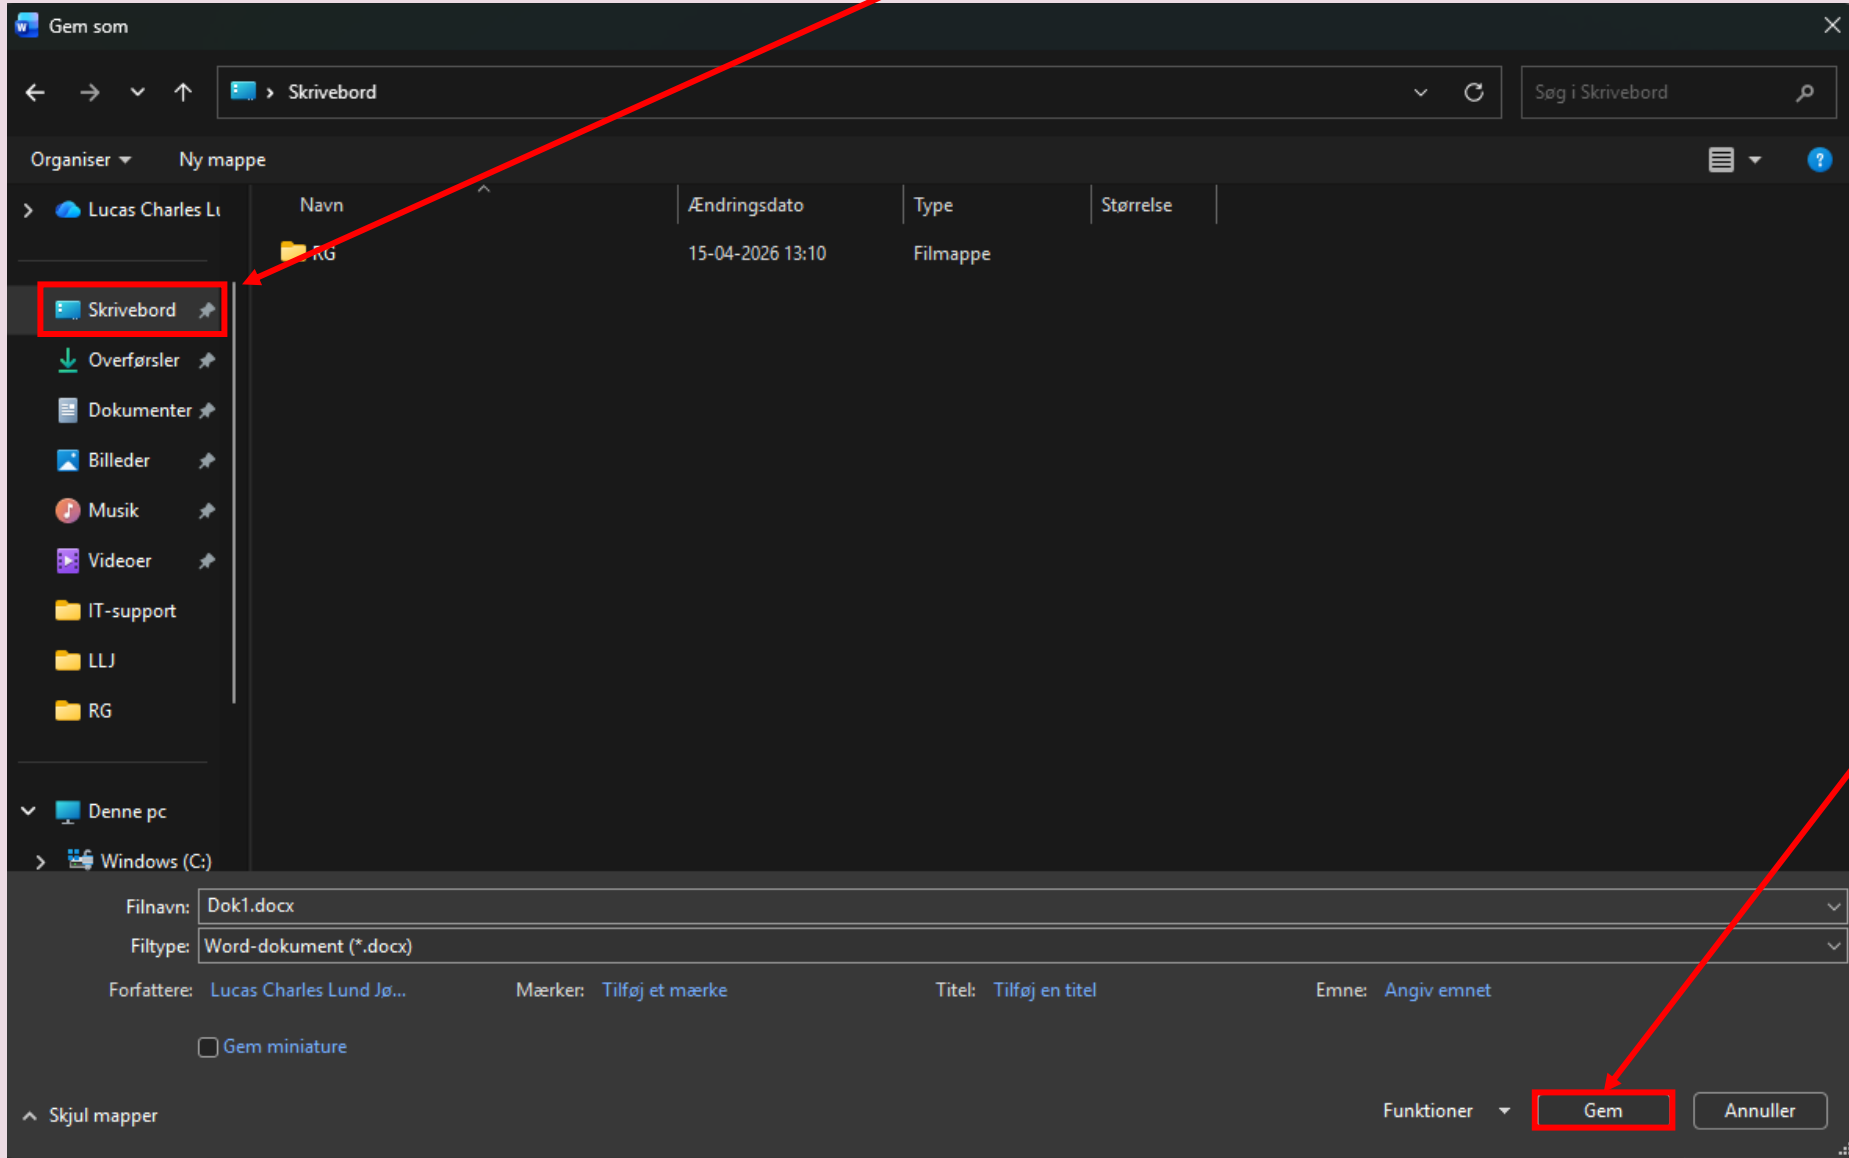 Gem som
Skrivebord
Søg i Skrivebord
Organiser
Ny mappe
Lucas Charles Lu
Navn
Ændringsdato
Type
Størrelse
RG
15-04-2026 13:10
Filmappe
Skrivebord
Overførsler
Dokumenter
Billeder
Musik
Videoer
IT-support
LLJ
RG
Denne pc
Windows (C:)
Filnavn: Dok1.docx
Filtype: Word-dokument (*.docx)
Forfattere: Lucas Charles Lund Jø...
Mærker: Tilføj et mærke
Titel: Tilføj en titel
Emne: Angiv emnet
Gem miniature
Skjul mapper
Funktioner
Gem
Annuller